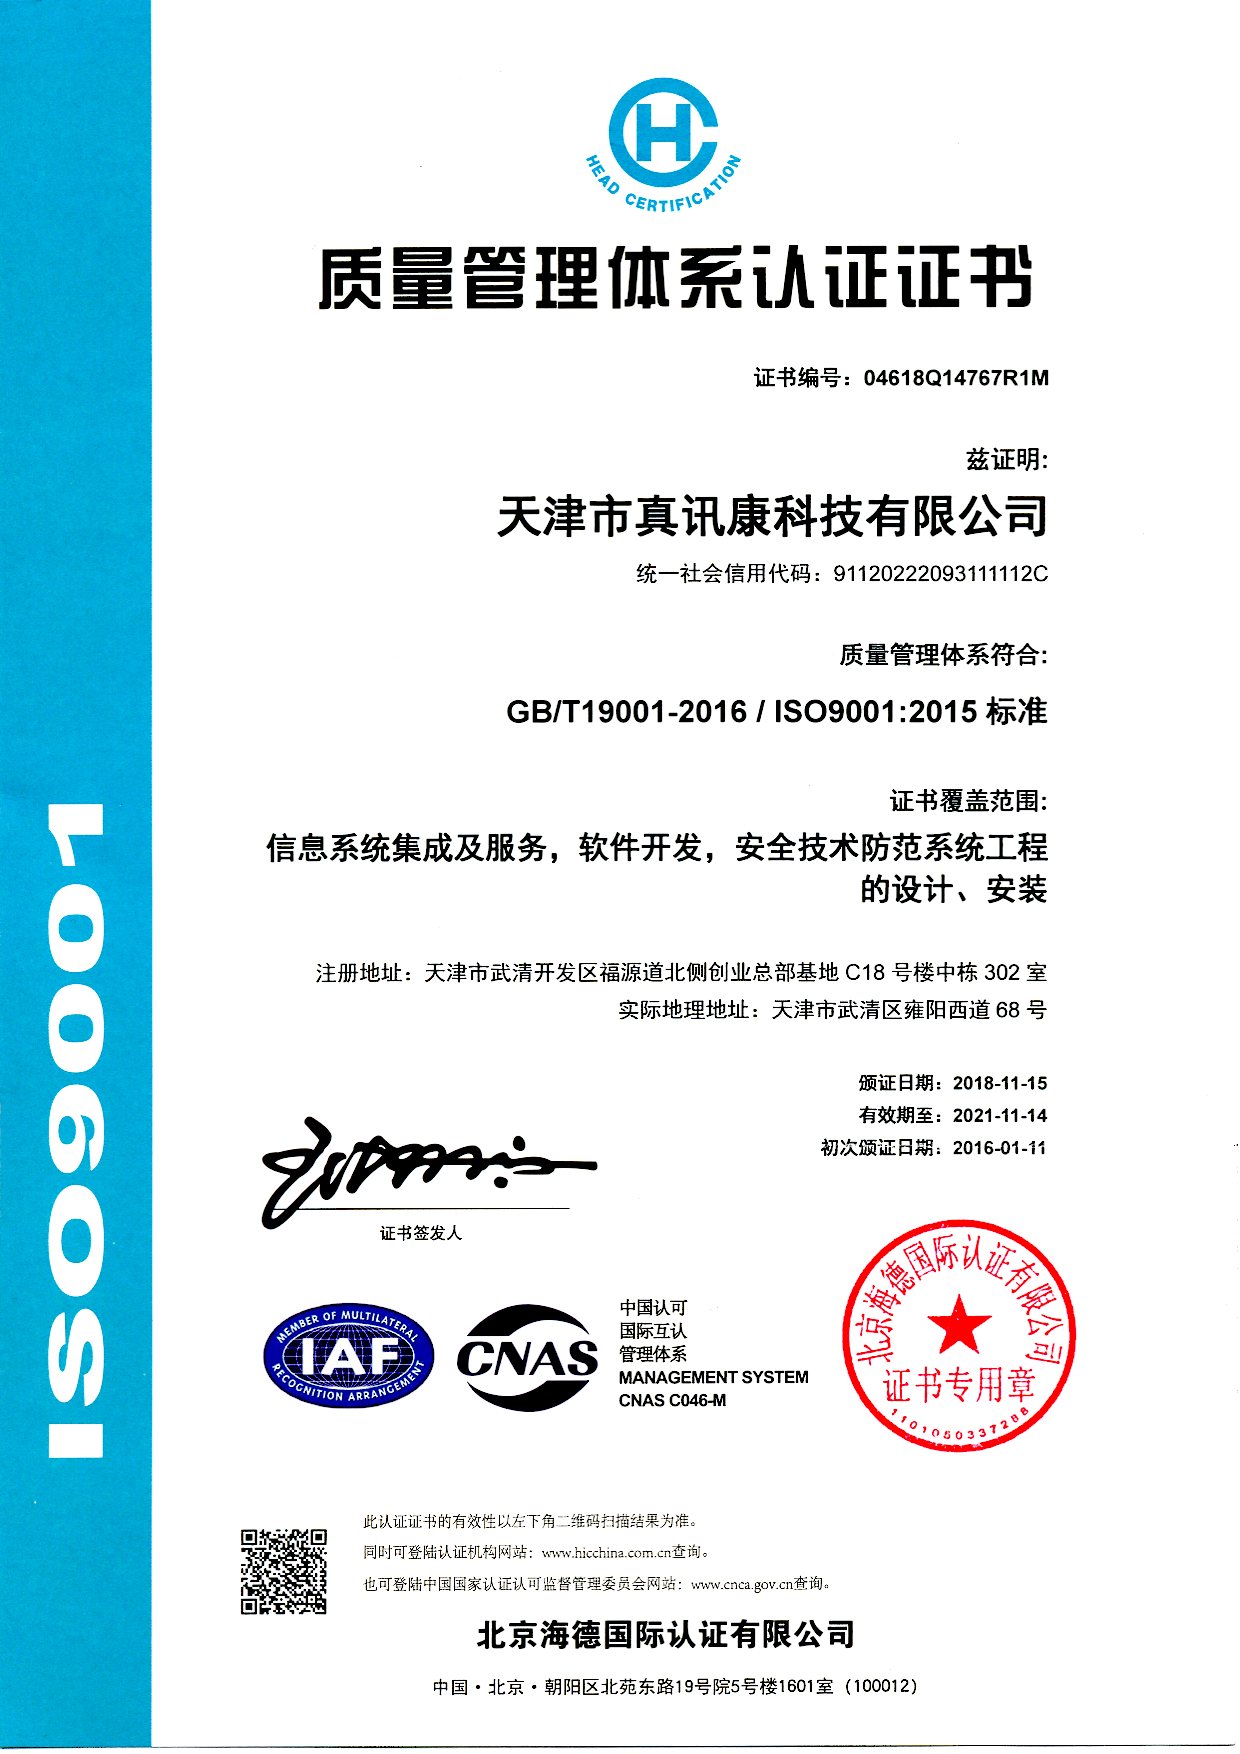 HEAD CERTIFICATION
质量管理体系认证证书
证书编号：04618Q14767R1M
兹证明:
天津市真讯康科技有限公司
统一社会信用代码：91120222093111112C
质量管理体系符合:
GB/T19001-2016 / ISO9001:2015 标准
证书覆盖范围:
信息系统集成及服务，软件开发，安全技术防范系统工程
的设计、安装
注册地址：天津市武清开发区福源道北侧创业总部基地 C18 号楼中栋 302 室
实际地理地址：天津市武清区雍阳西道 68 号
颁证日期：2018-11-15
有效期至：2021-11-14
初次颁证日期：2016-01-11
证书签发人
ISO9001
MEMBER OF MULTILATERAL
IAF
RECOGNITION ARRANGEMENT
CNAS
中国认可
国际互认
管理体系
MANAGEMENT SYSTEM
CNAS C046-M
北京海德国际认证有限公司
证书专用章
1101050337288
此认证证书的有效性以左下角二维码扫描结果为准。
同时可登陆认证机构网站：www.hicchina.com.cn查询。
也可登陆中国国家认证认可监督管理委员会网站：www.cnca.gov.cn查询。
北京海德国际认证有限公司
中国·北京·朝阳区北苑东路19号院5号楼1601室（100012）